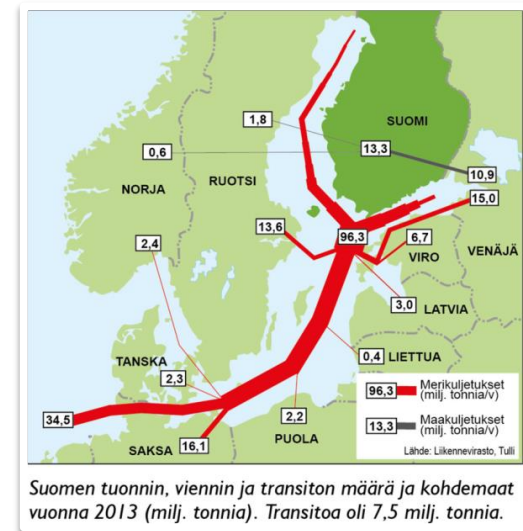 1,8
SUOMI
13,3
0,6
10,9
NORJA
RUOTSI
15,0
13,6
96,3
6,7
2,4
VIRO
VENÄJÄ
3,0
LATVIA
TANSKA
0,4
LIETTUA
2,3
34,5
2,2
PUOLA
SAKSA
16,1
96,3 Merikuljetukset
(milj. tonnia/v)
13,3 Maakuljetukset
(milj. tonnia/v)
Lähde: Liikennevirasto, Tulli
Suomen tuonnin, viennin ja transiton määrä ja kohdemaat
vuonna 2013 (milj. tonnia). Transitoa oli 7,5 milj. tonnia.